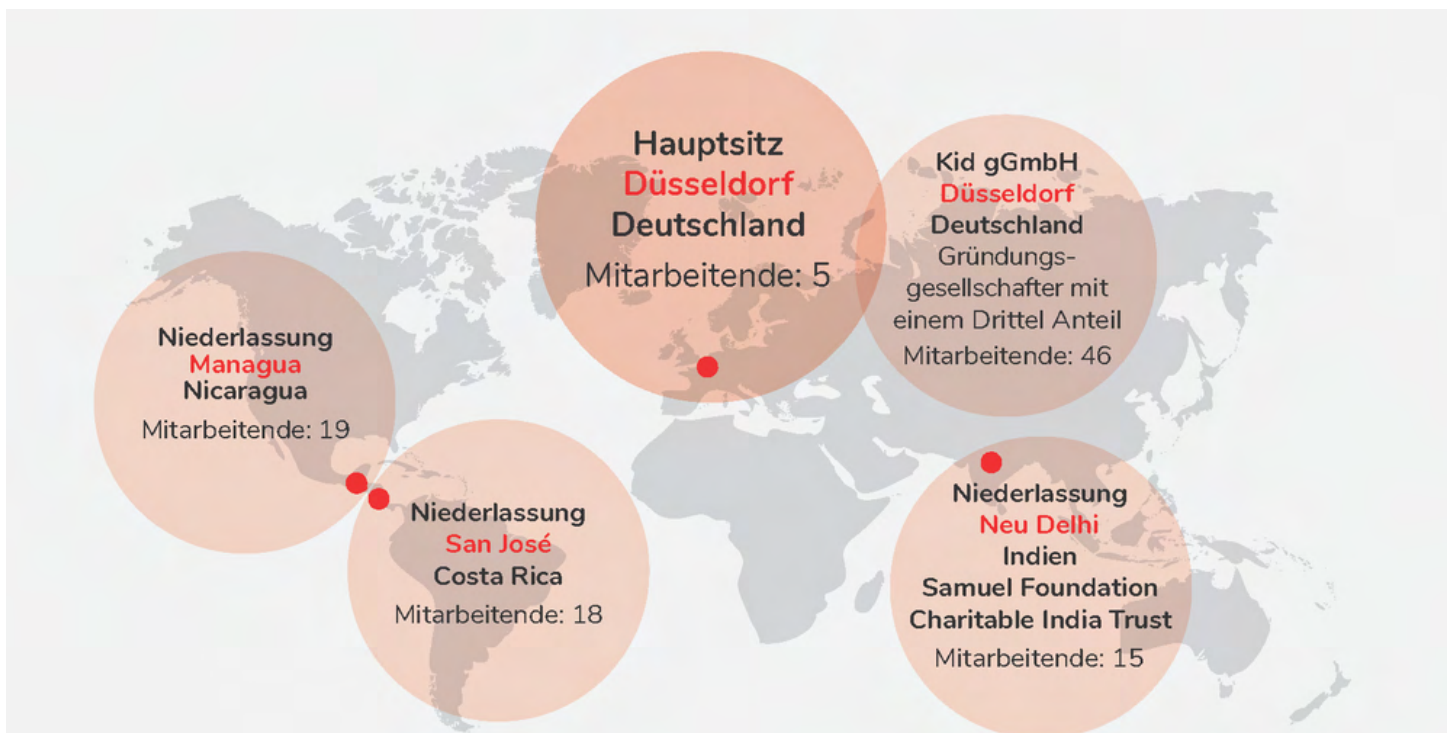 Hauptsitz
Düsseldorf
Deutschland
Mitarbeitende: 5
Kid gGmbH
Düsseldorf
Deutschland
Gründungs-
gesellschafter mit
einem Drittel Anteil
Mitarbeitende: 46
Niederlassung
Managua
Nicaragua
Mitarbeitende: 19
Niederlassung
San José
Costa Rica
Mitarbeitende: 18
Niederlassung
Neu Delhi
Indien
Samuel Foundation
Charitable India Trust
Mitarbeitende: 15